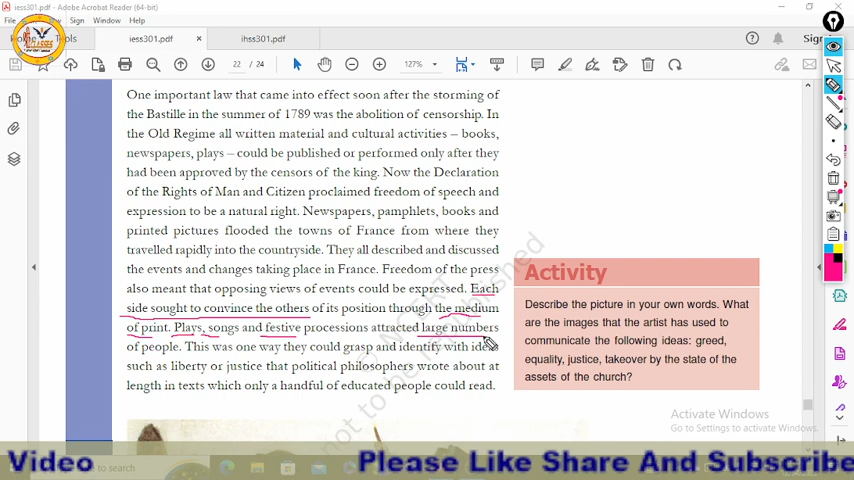 iess301.pdf - Adobe Acrobat Reader (64-bit)
Sign Window Help
Tools iess301.pdf × ihss301.pdf
22 / 24 127%
One important law that came into effect soon after the storming of
the Bastille in the summer of 1789 was the abolition of censorship. In
the Old Regime all written material and cultural activities – books,
newspapers, plays – could be published or performed only after they
had been approved by the censors of the king. Now the Declaration
of the Rights of Man and Citizen proclaimed freedom of speech and
expression to be a natural right. Newspapers, pamphlets, books and
printed pictures flooded the towns of France from where they
travelled rapidly into the countryside. They all described and discussed
the events and changes taking place in France. Freedom of the press
also meant that opposing views of events could be expressed. Each
side sought to convince the others of its position through the medium
of print. Plays, songs and festive processions attracted large numbers
of people. This was one way they could grasp and identify with ideas
such as liberty or justice that political philosophers wrote about at
length in texts which only a handful of educated people could read.
© NCERT
not to be republished
Activity
Describe the picture in your own words. What
are the images that the artist has used to
communicate the following ideas: greed,
equality, justice, takeover by the state of the
assets of the church?
Activate Windows
Go to Settings to activate Windows.
to search
Video Please Like Share And Subscribe